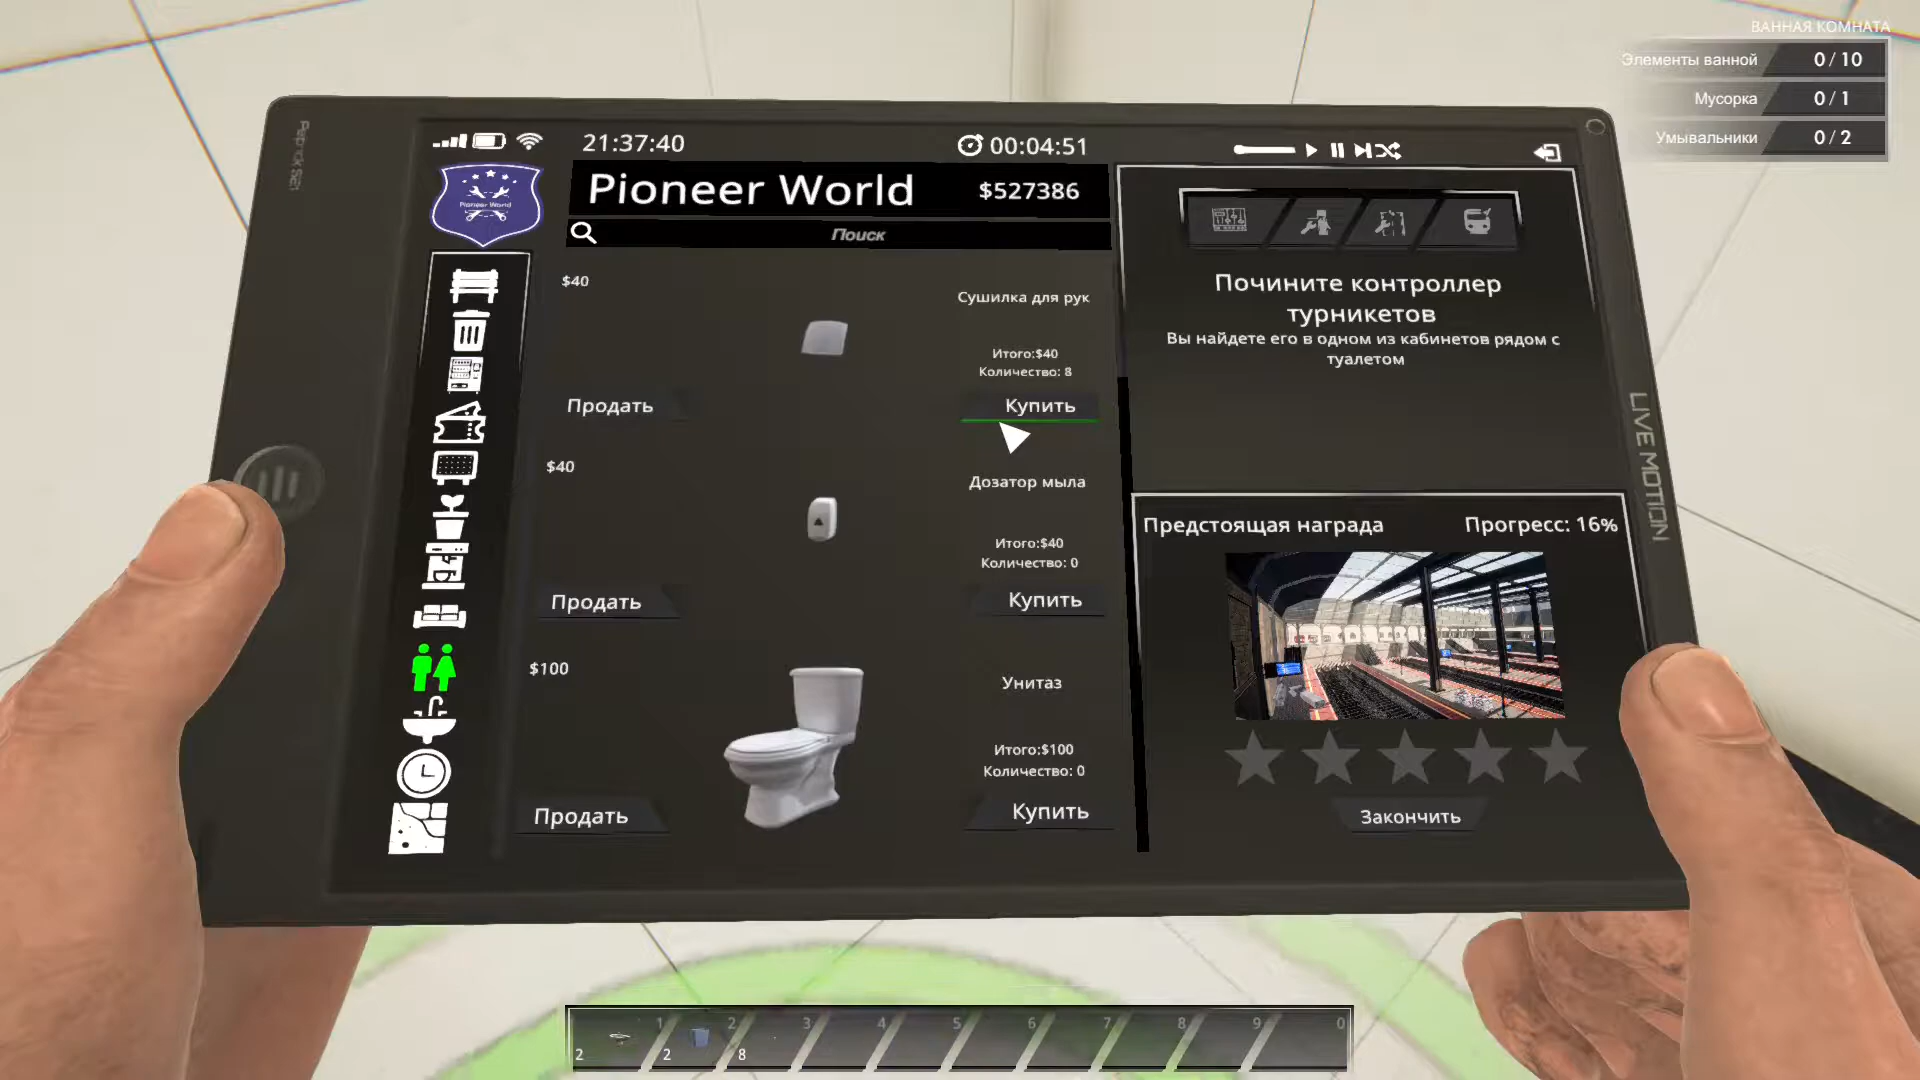 ВАННАЯ КОМНАТА
Элементы ванной 0 / 10
Мусорка 0 / 1
Умывальники 0 / 2
21:37:40
00:04:51
Pioneer World
Pioneer World $527386
Поиск
$40
Сушилка для рук
Итого:$40
Количество: 8
Продать
Купить
$40
Дозатор мыла
Итого:$40
Количество: 0
Продать
Купить
$100
Унитаз
Итого:$100
Количество: 0
Продать
Купить
Почините контроллер
турникетов
Вы найдете его в одном из кабинетов рядом с
туалетом
Предстоящая награда Прогресс: 16%
Закончить
LIVE MOTION
1 2 3 4 5 6 7 8 9 0
2 2 8